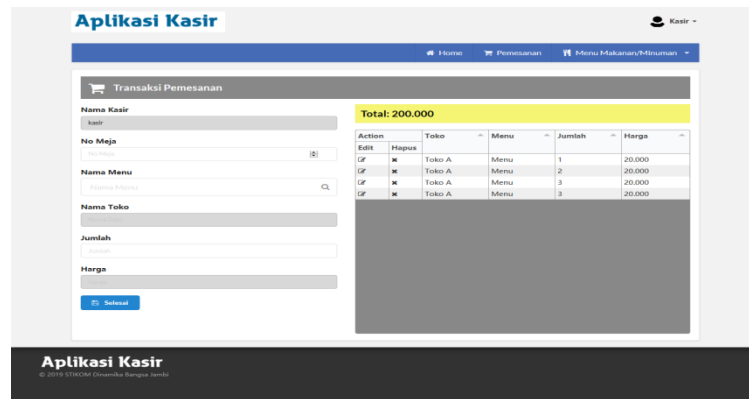 Aplikasi Kasir
Kasir
Home Pemesanan Menu Makanan/Minuman
Transaksi Pemesanan
Nama Kasir
kasir
No Meja
No Meja
Nama Menu
Nama Menu
Nama Toko
Nama Toko
Jumlah
Jumlah
Harga
Harga
Selesai
Total: 200.000
Action Toko Menu Jumlah Harga
Edit Hapus
Toko A Menu 1 20.000
Toko A Menu 2 20.000
Toko A Menu 3 20.000
Toko A Menu 3 20.000
Aplikasi Kasir
© 2019 STIKOM Dinamika Bangsa Jambi